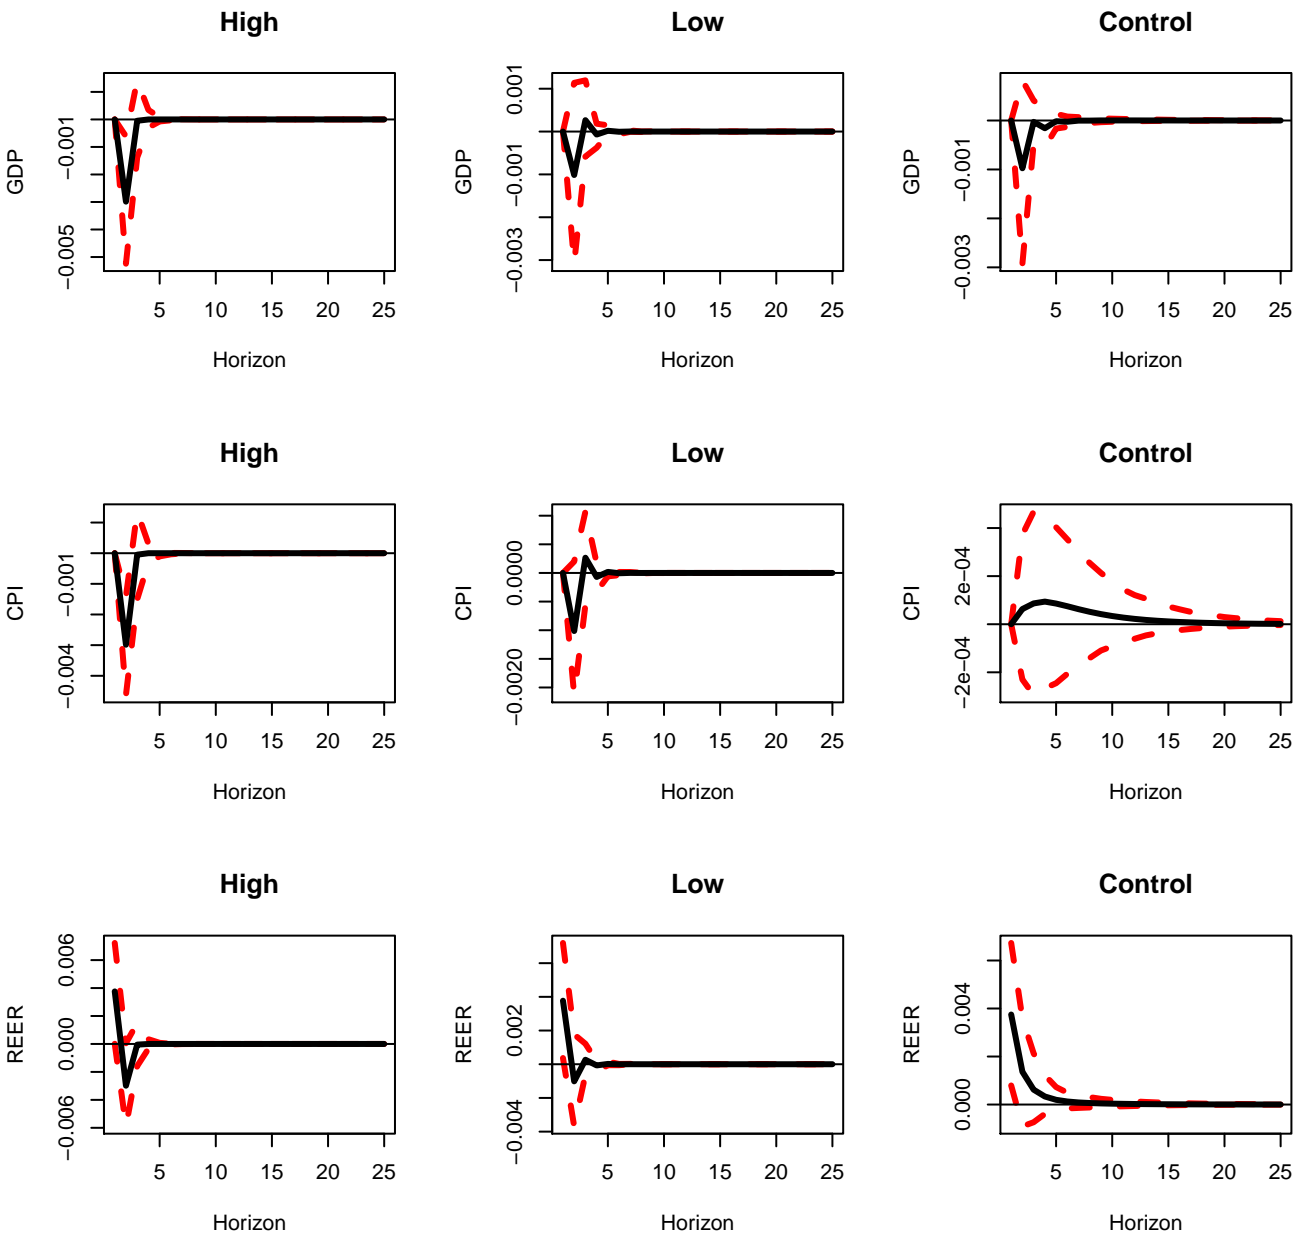 High Low Control
GDP −0.005 −0.001
GDP −0.003 −0.001 0.001
GDP −0.003 −0.001
5 10 15 20 25 5 10 15 20 25 5 10 15 20 25
Horizon Horizon Horizon
High Low Control
CPI −0.004 −0.001
CPI −0.0020 0.0000
CPI −2e−04 2e−04
5 10 15 20 25 5 10 15 20 25 5 10 15 20 25
Horizon Horizon Horizon
High Low Control
REER −0.006 0.000 0.006
REER −0.004 0.002
REER 0.000 0.004
5 10 15 20 25 5 10 15 20 25 5 10 15 20 25
Horizon Horizon Horizon